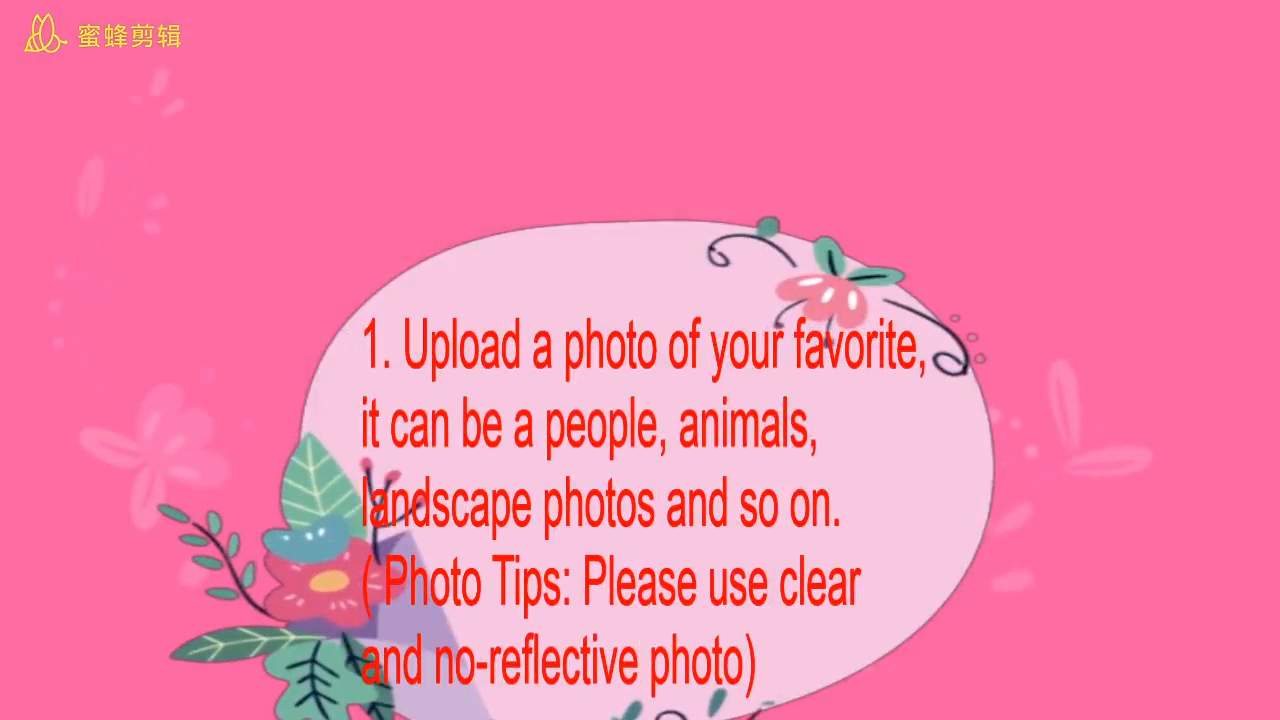 蜜蜂剪辑
1. Upload a photo of your favorite,
it can be a people, animals,
landscape photos and so on.
( Photo Tips: Please use clear
and no-reflective photo)